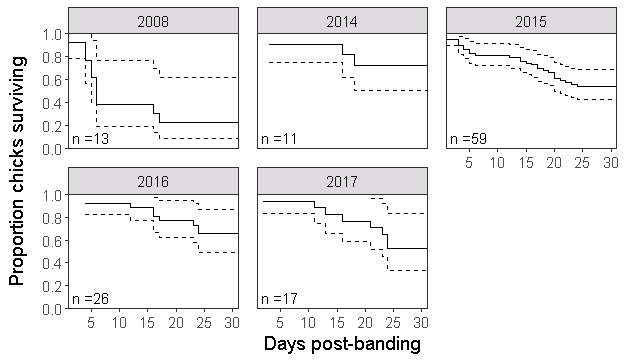 Proportion chicks surviving
2008
2014
2015
1.0
0.8
0.6
0.4
0.2
0.0
n =13
n =11
n =59
5 10 15 20 25 30
2016
2017
1.0
0.8
0.6
0.4
0.2
0.0
n =26
n =17
5 10 15 20 25 30
5 10 15 20 25 30
Days post-banding